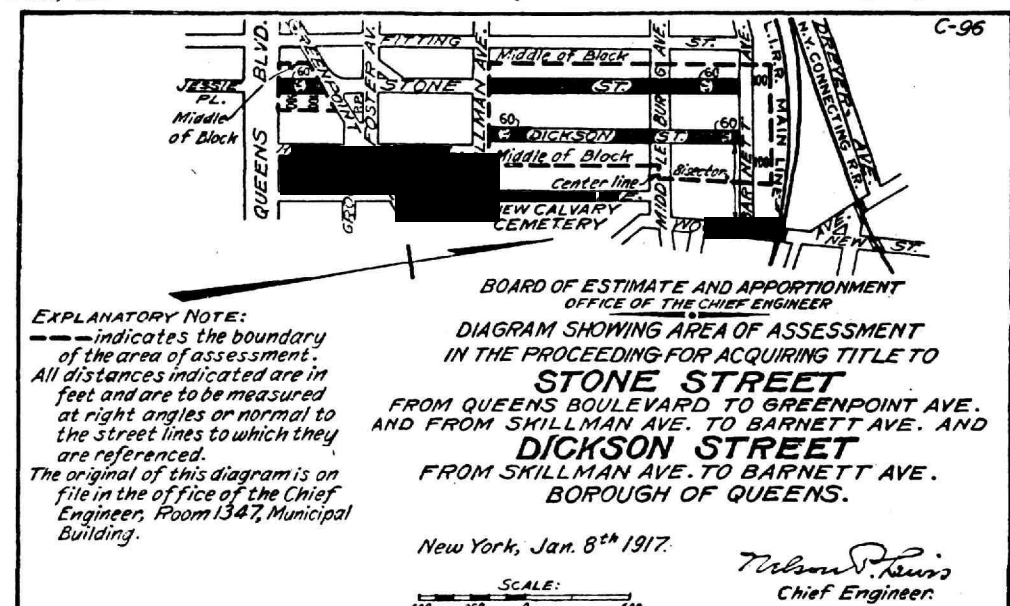 C-96
FITTING ST.
QUEENS BLVD.
FOSTER AV.
Middle of Block
L.I.R.R. MAIN LINE
N.Y. CONNECTING R.R.
DREYER AVE.
JESSIE PL.
60
STONE ST.
60
100
Middle
of Block
60
DICKSON ST.
60
MIDDLEBURG AVE.
Middle of Block
Bisector
100
Center line
NEW CALVARY
CEMETERY
AVE.
NEW ST.
BOARD OF ESTIMATE AND APPORTIONMENT
OFFICE OF THE CHIEF ENGINEER
DIAGRAM SHOWING AREA OF ASSESSMENT
IN THE PROCEEDING FOR ACQUIRING TITLE TO
STONE STREET
FROM QUEENS BOULEVARD TO GREENPOINT AVE.
AND FROM SKILLMAN AVE. TO BARNETT AVE. AND
DICKSON STREET
FROM SKILLMAN AVE. TO BARNETT AVE.
BOROUGH OF QUEENS.
EXPLANATORY NOTE:
indicates the boundary
of the area of assessment.
All distances indicated are in
feet and are to be measured
at right angles or normal to
the street lines to which they
are referenced.
The original of this diagram is on
file in the office of the Chief
Engineer, Room 1347, Municipal
Building.
New York, Jan. 8th 1917.
Nelson P. Lewis
Chief Engineer.
SCALE: